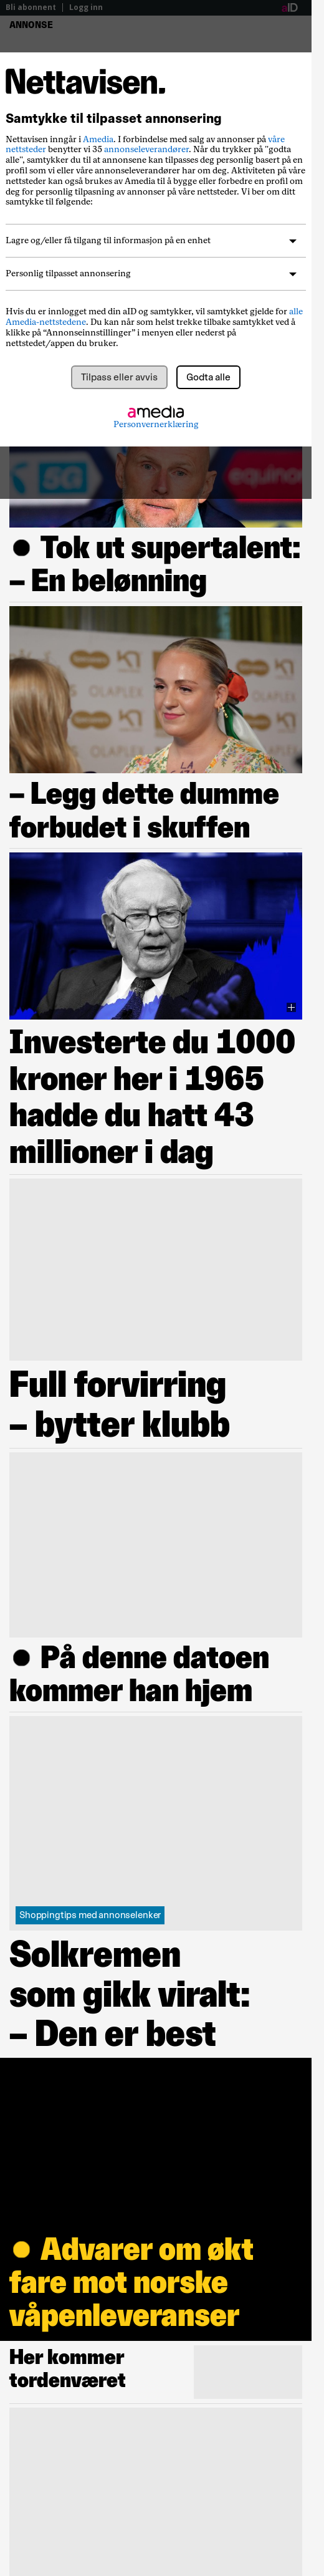 Bli abonnent | Logg inn
aID
ANNONSE
Nettavisen.
Samtykke til tilpasset annonsering
Nettavisen inngår i Amedia. I forbindelse med salg av annonser på våre
nettsteder benytter vi 35 annonseleverandører. Når du trykker på "godta
alle", samtykker du til at annonsene kan tilpasses deg personlig basert på en
profil som vi eller våre annonseleverandører har om deg. Aktiviteten på våre
nettsteder kan også brukes av Amedia til å bygge eller forbedre en profil om
deg for personlig tilpasning av annonser på våre nettsteder. Vi ber om ditt
samtykke til følgende:
Lagre og/eller få tilgang til informasjon på en enhet
Personlig tilpasset annonsering
Hvis du er innlogget med din aID og samtykker, vil samtykket gjelde for alle
Amedia-nettstedene. Du kan når som helst trekke tilbake samtykket ved å
klikke på “Annonseinnstillinger” i menyen eller nederst på
nettstedet/appen du bruker.
Tilpass eller avvis
Godta alle
amedia
Personvernerklæring
equinor
● Tok ut supertalent:
– En belønning
– Legg dette dumme
forbudet i skuffen
Investerte du 1000
kroner her i 1965
hadde du hatt 43
millioner i dag
Full forvirring
– bytter klubb
● På denne datoen
kommer han hjem
Shoppingtips med annonselenker
Solkremen
som gikk viralt:
– Den er best
● Advarer om økt
fare mot norske
våpenleveranser
Her kommer
tordenværet